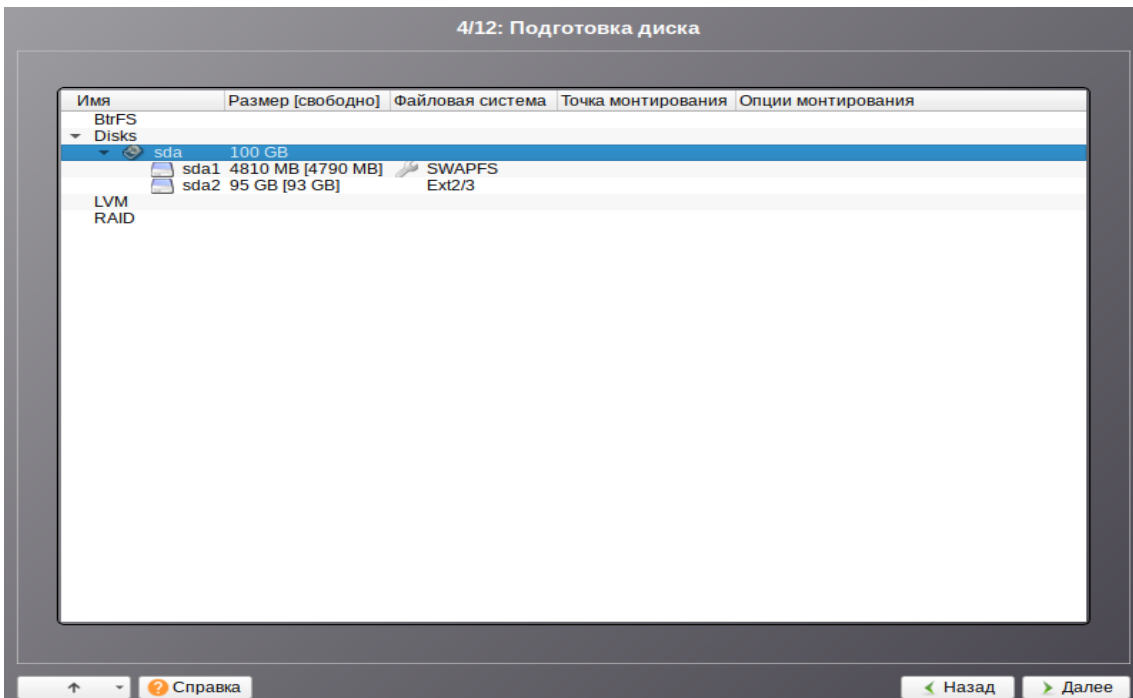 4/12: Подготовка диска
Имя Размер [свободно] Файловая система Точка монтирования Опции монтирования
BtrFS
Disks
sda 100 GB
sda1 4810 MB [4790 MB] SWAPFS
sda2 95 GB [93 GB] Ext2/3
LVM
RAID
Справка Назад Далее